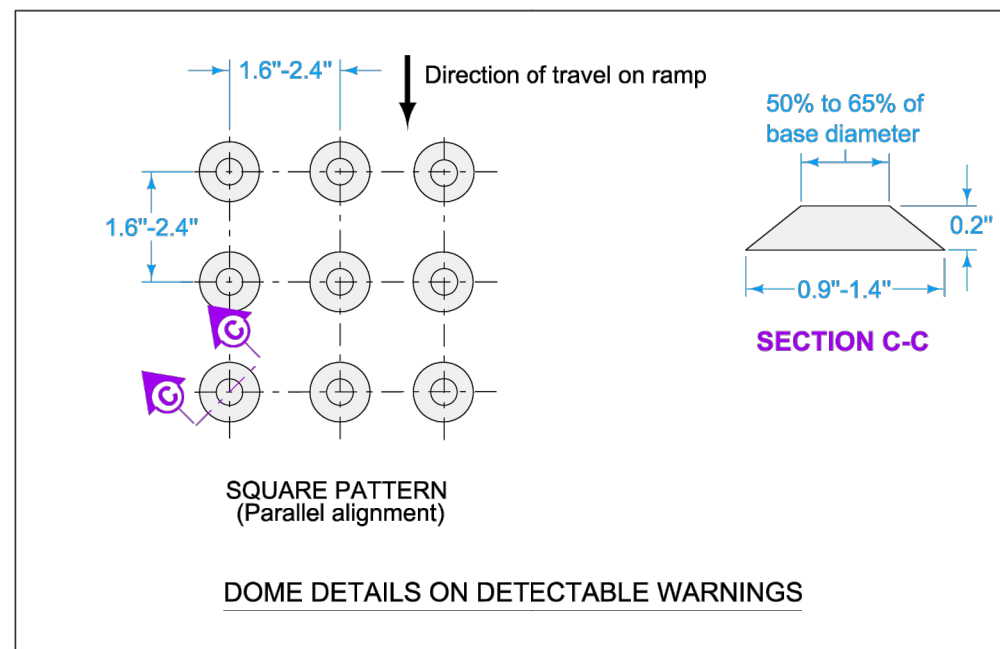 1.6"-2.4"
Direction of travel on ramp
50% to 65% of
base diameter
1.6"-2.4"
0.2"
0.9"-1.4"
C
SECTION C-C
C
SQUARE PATTERN
(Parallel alignment)
DOME DETAILS ON DETECTABLE WARNINGS